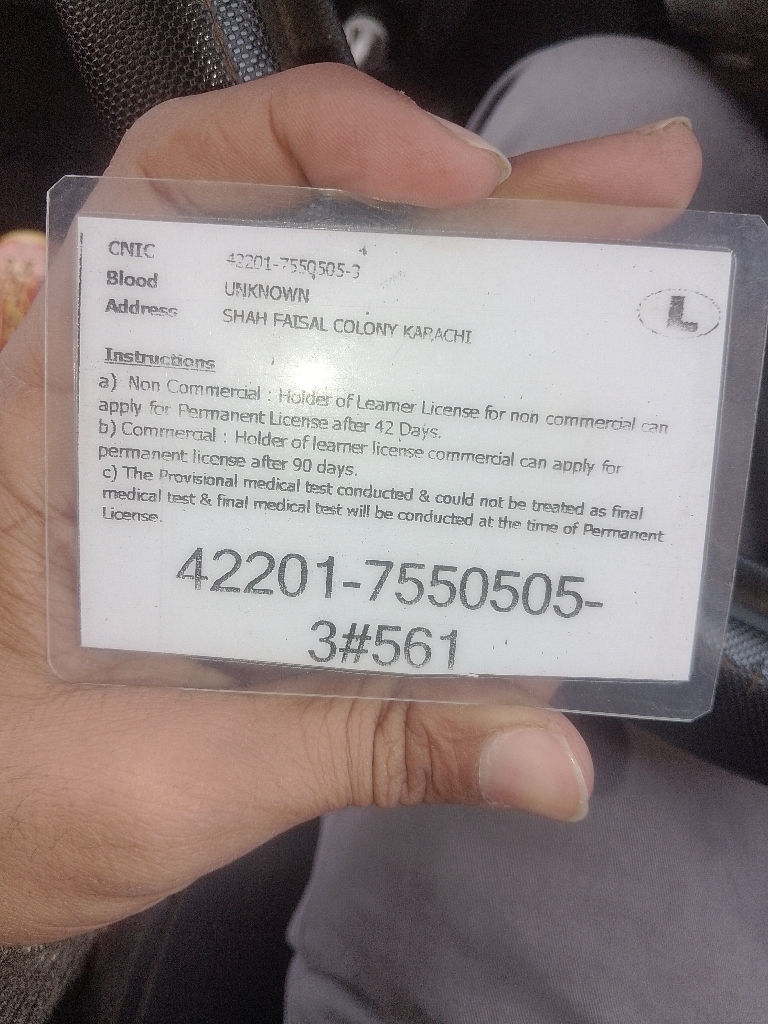 CNIC 42201-7550505-3
Blood UNKNOWN
Address SHAH FAISAL COLONY KARACHI
L
Instructions
a) Non Commercial : Holder of Learner License for non commercial can
apply for Permanent License after 42 Days.
b) Commercial : Holder of learner license commercial can apply for
permanent license after 90 days.
c) The Provisional medical test conducted & could not be treated as final
medical test & final medical test will be conducted at the time of Permanent
License.
42201-7550505-
3#561